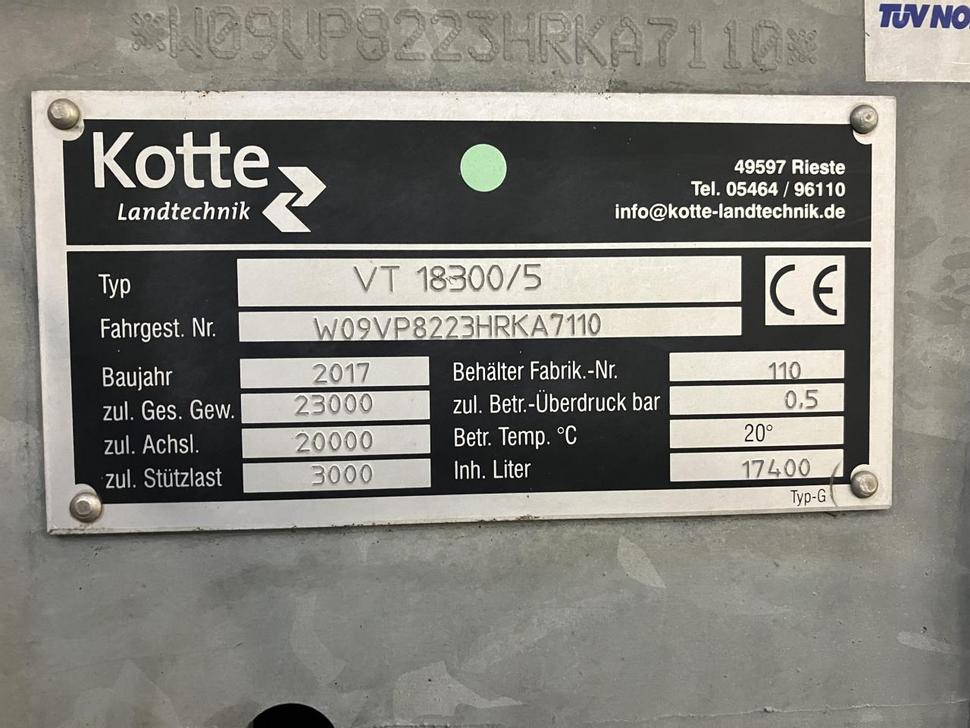 *W09VP8223HRKA7110*
TÜV NO
Kotte
Landtechnik
49597 Rieste
Tel. 05464 / 96110
info@kotte-landtechnik.de
Typ VT 18300/5
CE
Fahrgest. Nr. W09VP8223HRKA7110
Baujahr 2017 Behälter Fabrik.-Nr. 110
zul. Ges. Gew. 23000 zul. Betr.-Überdruck bar 0,5
zul. Achsl. 20000 Betr. Temp. °C 20°
zul. Stützlast 3000 Inh. Liter 17400
Typ-G